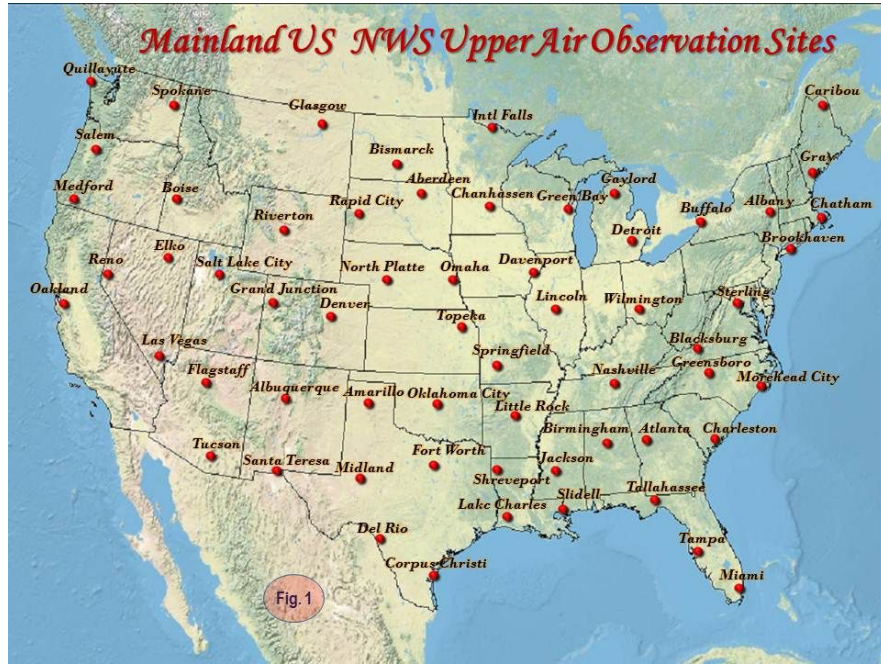 Mainland US NWS Upper Air Observation Sites
Quillayute
Spokane
Glasgow
Intl Falls
Caribou
Salem
Bismarck
Gray
Medford
Boise
Riverton
Rapid City
Aberdeen
Chanhassen
Green Bay
Gaylord
Buffalo
Albany
Chatham
Detroit
Brookhaven
Reno
Elko
Salt Lake City
North Platte
Omaha
Davenport
Oakland
Grand Junction
Denver
Lincoln
Wilmington
Sterling
Topeka
Las Vegas
Springfield
Blacksburg
Flagstaff
Albuquerque
Amarillo
Oklahoma City
Nashville
Greensboro
Morehead City
Little Rock
Tucson
Santa Teresa
Midland
Fort Worth
Birmingham
Atlanta
Charleston
Shreveport
Jackson
Lake Charles
Slidell
Tallahassee
Del Rio
Tampa
Corpus Christi
Miami
Fig. 1